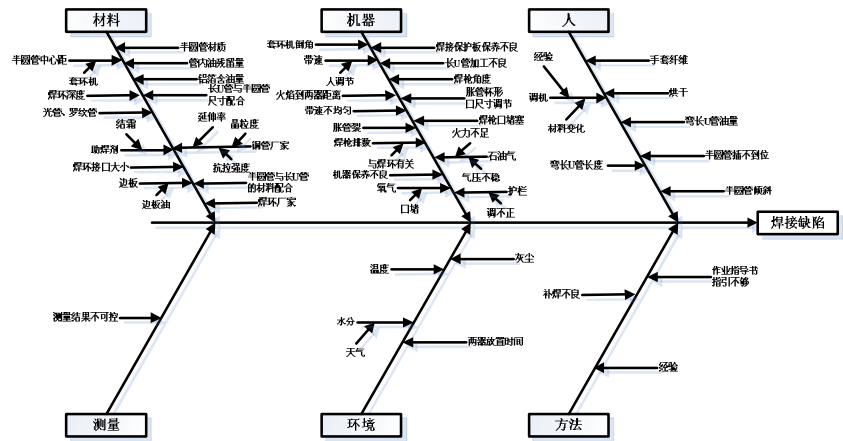 材料
机器
人
半圆管材质
半圆管中心距
管内油残留量
套环机
铝箔含油量
焊环深度
长U管与半圆管
尺寸配合
光管、罗纹管
结霜
延伸率
晶粒度
助焊剂
铜管厂家
抗拉强度
焊环接口大小
边板
半圆管与长U管
的材料配合
边板油
焊环厂家
套环机倒角
焊接保护板保养不良
带速
长U管加工不良
人调节
焊枪角度
火焰到两器距离
胀管杯形
口尺寸调节
带速不均匀
焊枪口堵塞
胀管裂
火力不足
焊枪排数
石油气
与焊环有关
气压不稳
机器保养不良
氧气
护栏
口堵
调不正
手套纤维
经验
烘干
调机
材料变化
弯长U管油量
半圆管插不到位
弯长U管长度
半圆管倾斜
焊接缺陷
测量结果不可控
测量
灰尘
温度
水分
天气
两器放置时间
环境
作业指导书
指引不够
补焊不良
经验
方法